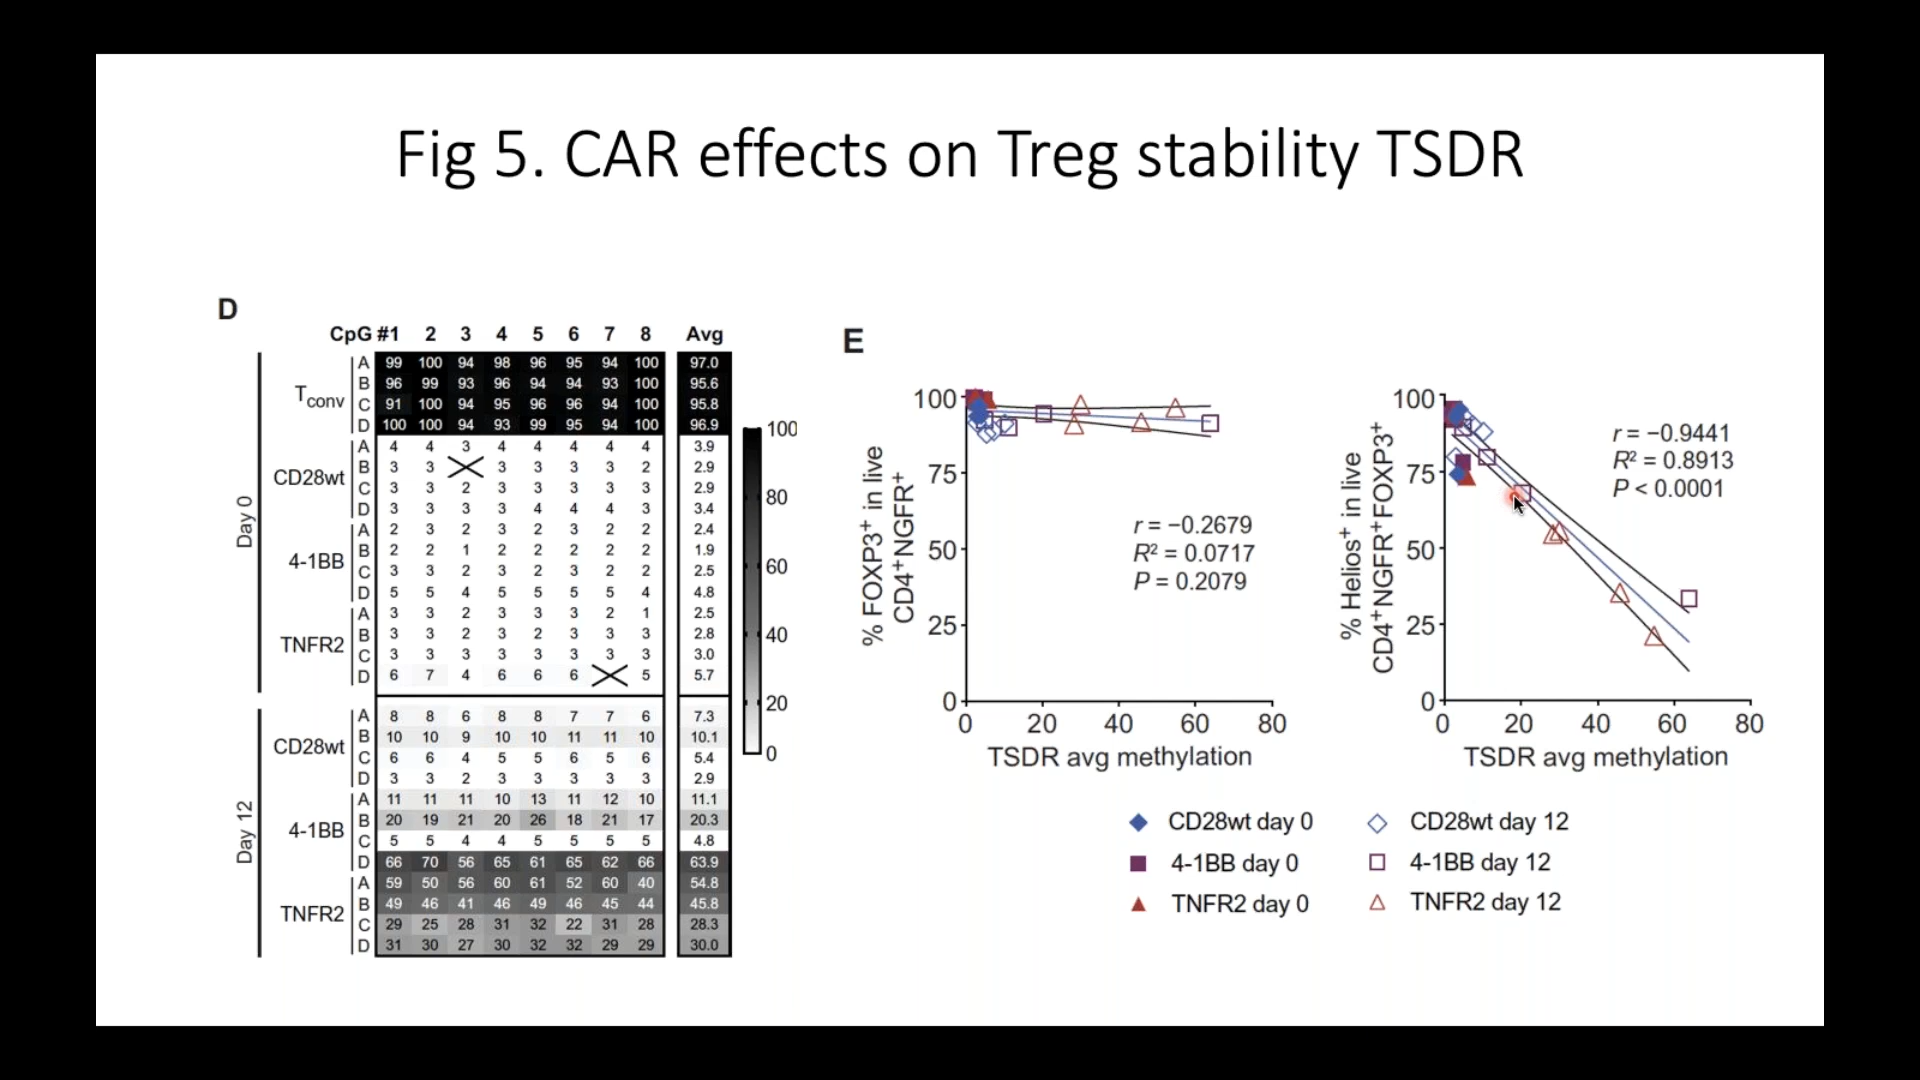 Fig 5. CAR effects on Treg stability TSDR
D
CpG #1 2 3 4 5 6 7 8 Avg
Day 0
Tconv
A 99 100 94 98 96 95 94 100 97.0
B 96 99 93 96 94 94 93 100 95.6
C 91 100 94 95 96 96 94 100 95.8
D 100 100 94 93 99 95 94 100 96.9
CD28wt
A 4 4 3 4 4 4 4 4 3.9
B 3 3 3 3 3 3 2 2.9
C 3 3 2 3 3 3 3 3 2.9
D 3 3 3 3 4 4 4 3 3.4
4-1BB
A 2 3 2 3 2 3 2 2 2.4
B 2 2 1 2 2 2 2 2 1.9
C 3 3 2 3 2 3 2 2 2.5
D 5 5 4 5 5 5 5 4 4.8
TNFR2
A 3 3 2 3 3 3 2 1 2.5
B 3 3 2 3 2 3 3 3 2.8
C 3 3 3 3 3 3 3 3 3.0
D 6 7 4 6 6 6 5 5.7
Day 12
CD28wt
A 8 8 6 8 8 7 7 6 7.3
B 10 10 9 10 10 11 11 10 10.1
C 6 6 4 5 5 6 5 6 5.4
D 3 3 2 3 3 3 3 3 2.9
4-1BB
A 11 11 11 10 13 11 12 10 11.1
B 20 19 21 20 26 18 21 17 20.3
C 5 5 4 4 5 5 5 5 4.8
D 66 70 56 65 61 65 62 66 63.9
TNFR2
A 59 50 56 60 61 52 60 40 54.8
B 49 46 41 46 49 46 45 44 45.8
C 29 25 28 31 32 22 31 28 28.3
D 31 30 27 30 32 32 29 29 30.0
100
80
60
40
20
0
E
% FOXP3+ in live
CD4+NGFR+
100
75
50
25
0
r = −0.2679
R² = 0.0717
P = 0.2079
0 20 40 60 80
TSDR avg methylation
% Helios+ in live
CD4+NGFR+FOXP3+
100
75
50
25
0
r = −0.9441
R² = 0.8913
P < 0.0001
0 20 40 60 80
TSDR avg methylation
CD28wt day 0 CD28wt day 12
4-1BB day 0 4-1BB day 12
TNFR2 day 0 TNFR2 day 12